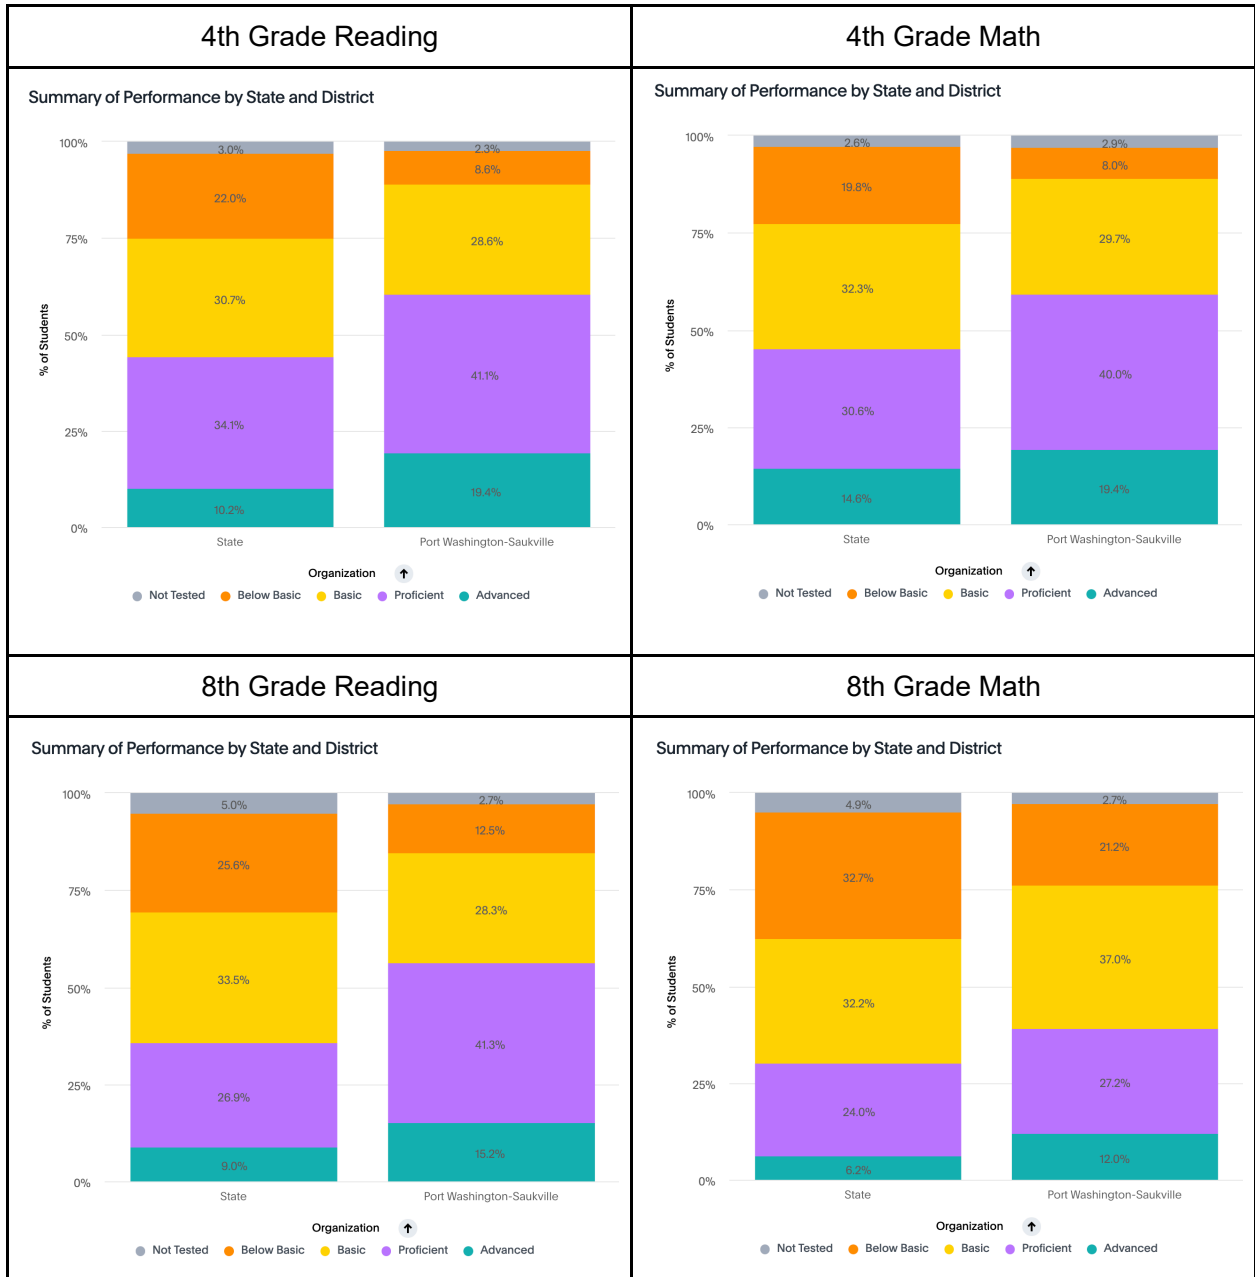 4th Grade Reading
4th Grade Math
Summary of Performance by State and District
100%
75%
50%
25%
0%
% of Students
3.0%
22.0%
30.7%
34.1%
10.2%
2.3%
8.6%
28.6%
41.1%
19.4%
State
Port Washington-Saukville
Organization
Not Tested Below Basic Basic Proficient Advanced
Summary of Performance by State and District
100%
75%
50%
25%
0%
% of Students
2.6%
19.8%
32.3%
30.6%
14.6%
2.9%
8.0%
29.7%
40.0%
19.4%
State
Port Washington-Saukville
Organization
Not Tested Below Basic Basic Proficient Advanced
8th Grade Reading
8th Grade Math
Summary of Performance by State and District
100%
75%
50%
25%
0%
% of Students
5.0%
25.6%
33.5%
26.9%
9.0%
2.7%
12.5%
28.3%
41.3%
15.2%
State
Port Washington-Saukville
Organization
Not Tested Below Basic Basic Proficient Advanced
Summary of Performance by State and District
100%
75%
50%
25%
0%
% of Students
4.9%
32.7%
32.2%
24.0%
6.2%
2.7%
21.2%
37.0%
27.2%
12.0%
State
Port Washington-Saukville
Organization
Not Tested Below Basic Basic Proficient Advanced